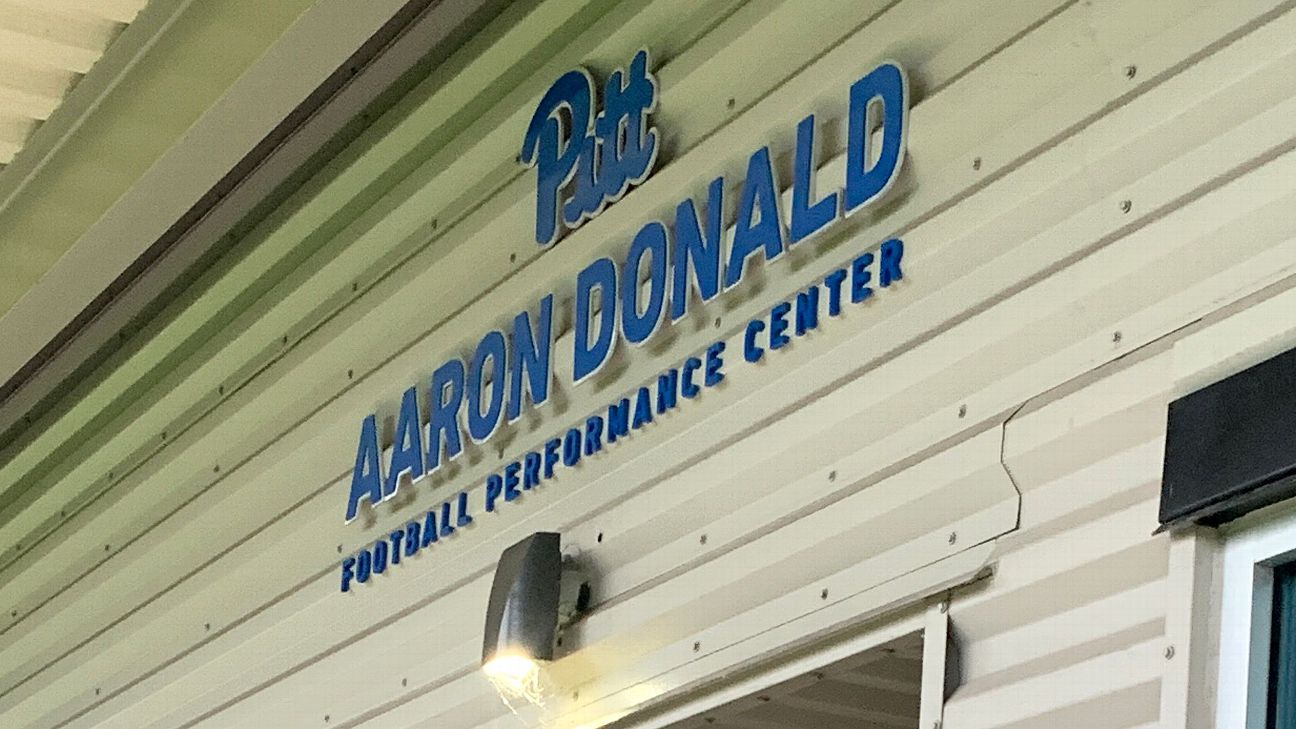 Pitt
AARON DONALD
FOOTBALL PERFORMANCE CENTER